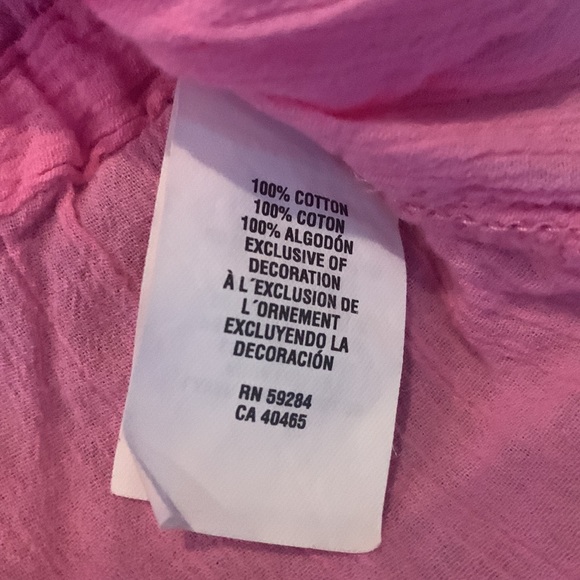 100% COTTON
100% COTON
100% ALGODÓN
EXCLUSIVE OF
DECORATION
À L´EXCLUSION DE
L´ORNEMENT
EXCLUYENDO LA
DECORACIÓN
RN 59284
CA 40465